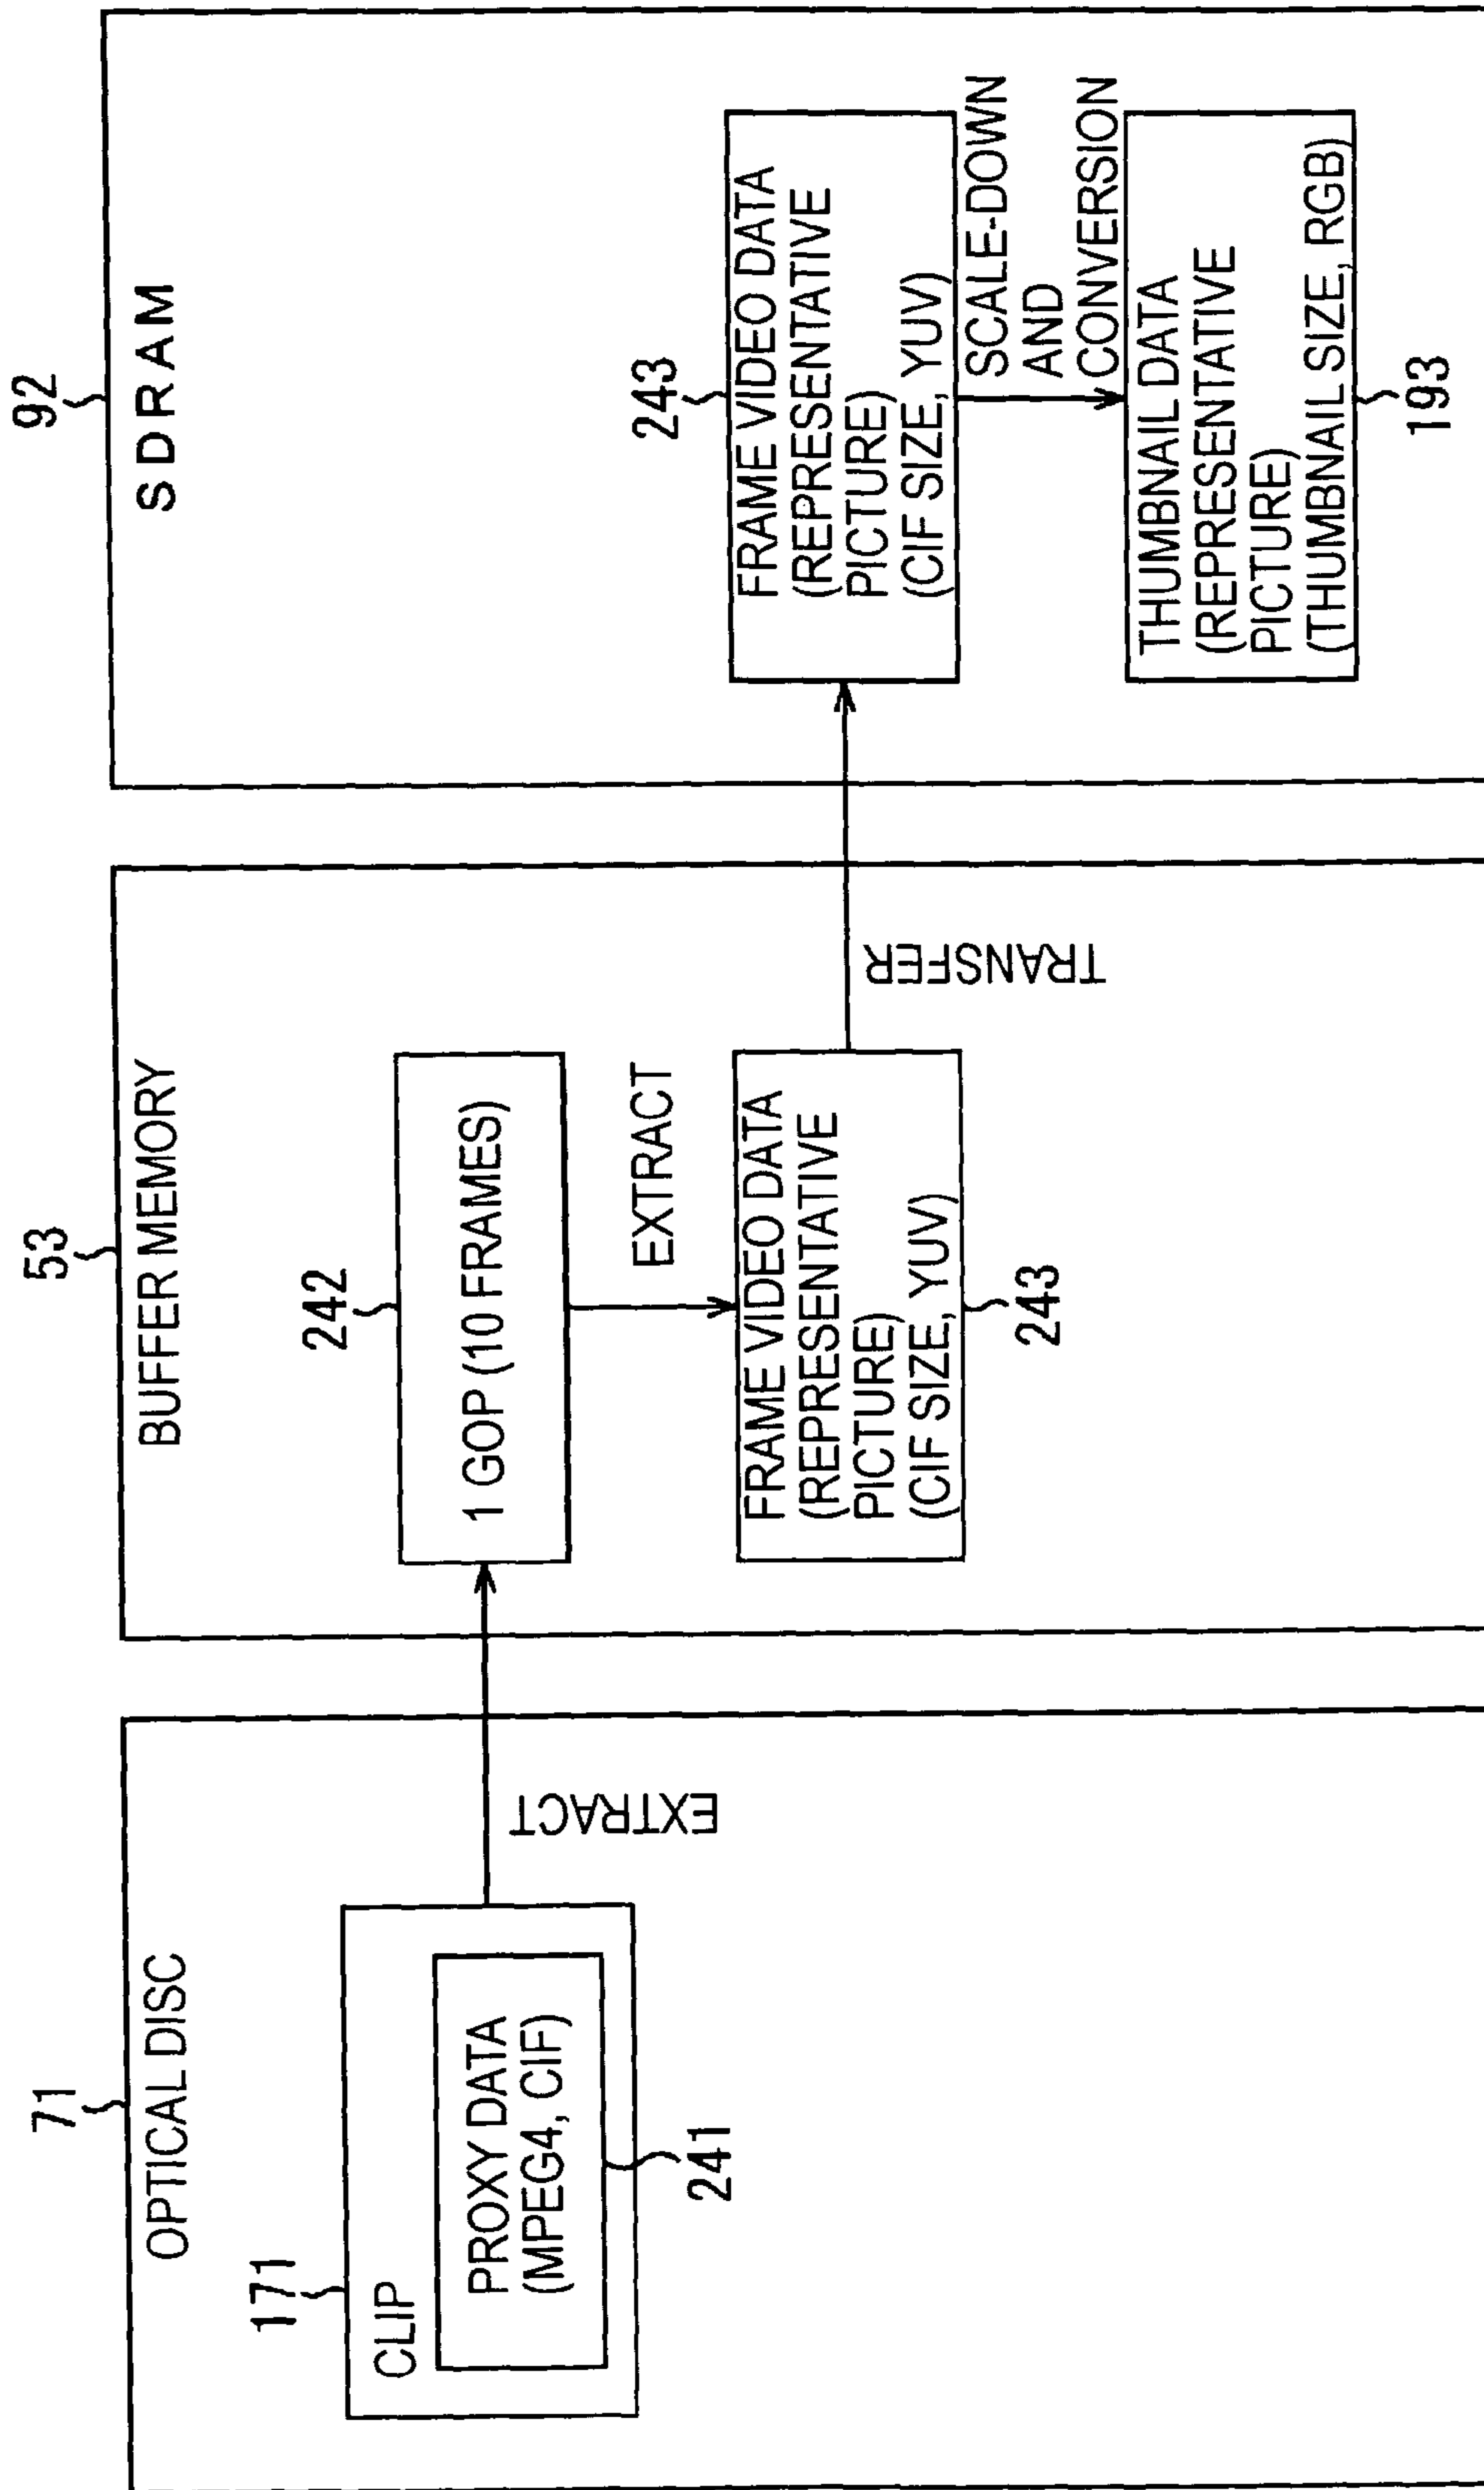 71
OPTICAL DISC
171
CLIP
PROXY DATA
(MPEG4, CIF)
241
EXTRACT
53
BUFFER MEMORY
242
1 GOP (10 FRAMES)
EXTRACT
FRAME VIDEO DATA
(REPRESENTATIVE
PICTURE)
(CIF SIZE, YUV)
243
TRANSFER
92
SDRAM
243
FRAME VIDEO DATA
(REPRESENTATIVE
PICTURE)
(CIF SIZE, YUV)
SCALE-DOWN
AND
CONVERSION
THUMBNAIL DATA
(REPRESENTATIVE
PICTURE)
(THUMBNAIL SIZE, RGB)
193